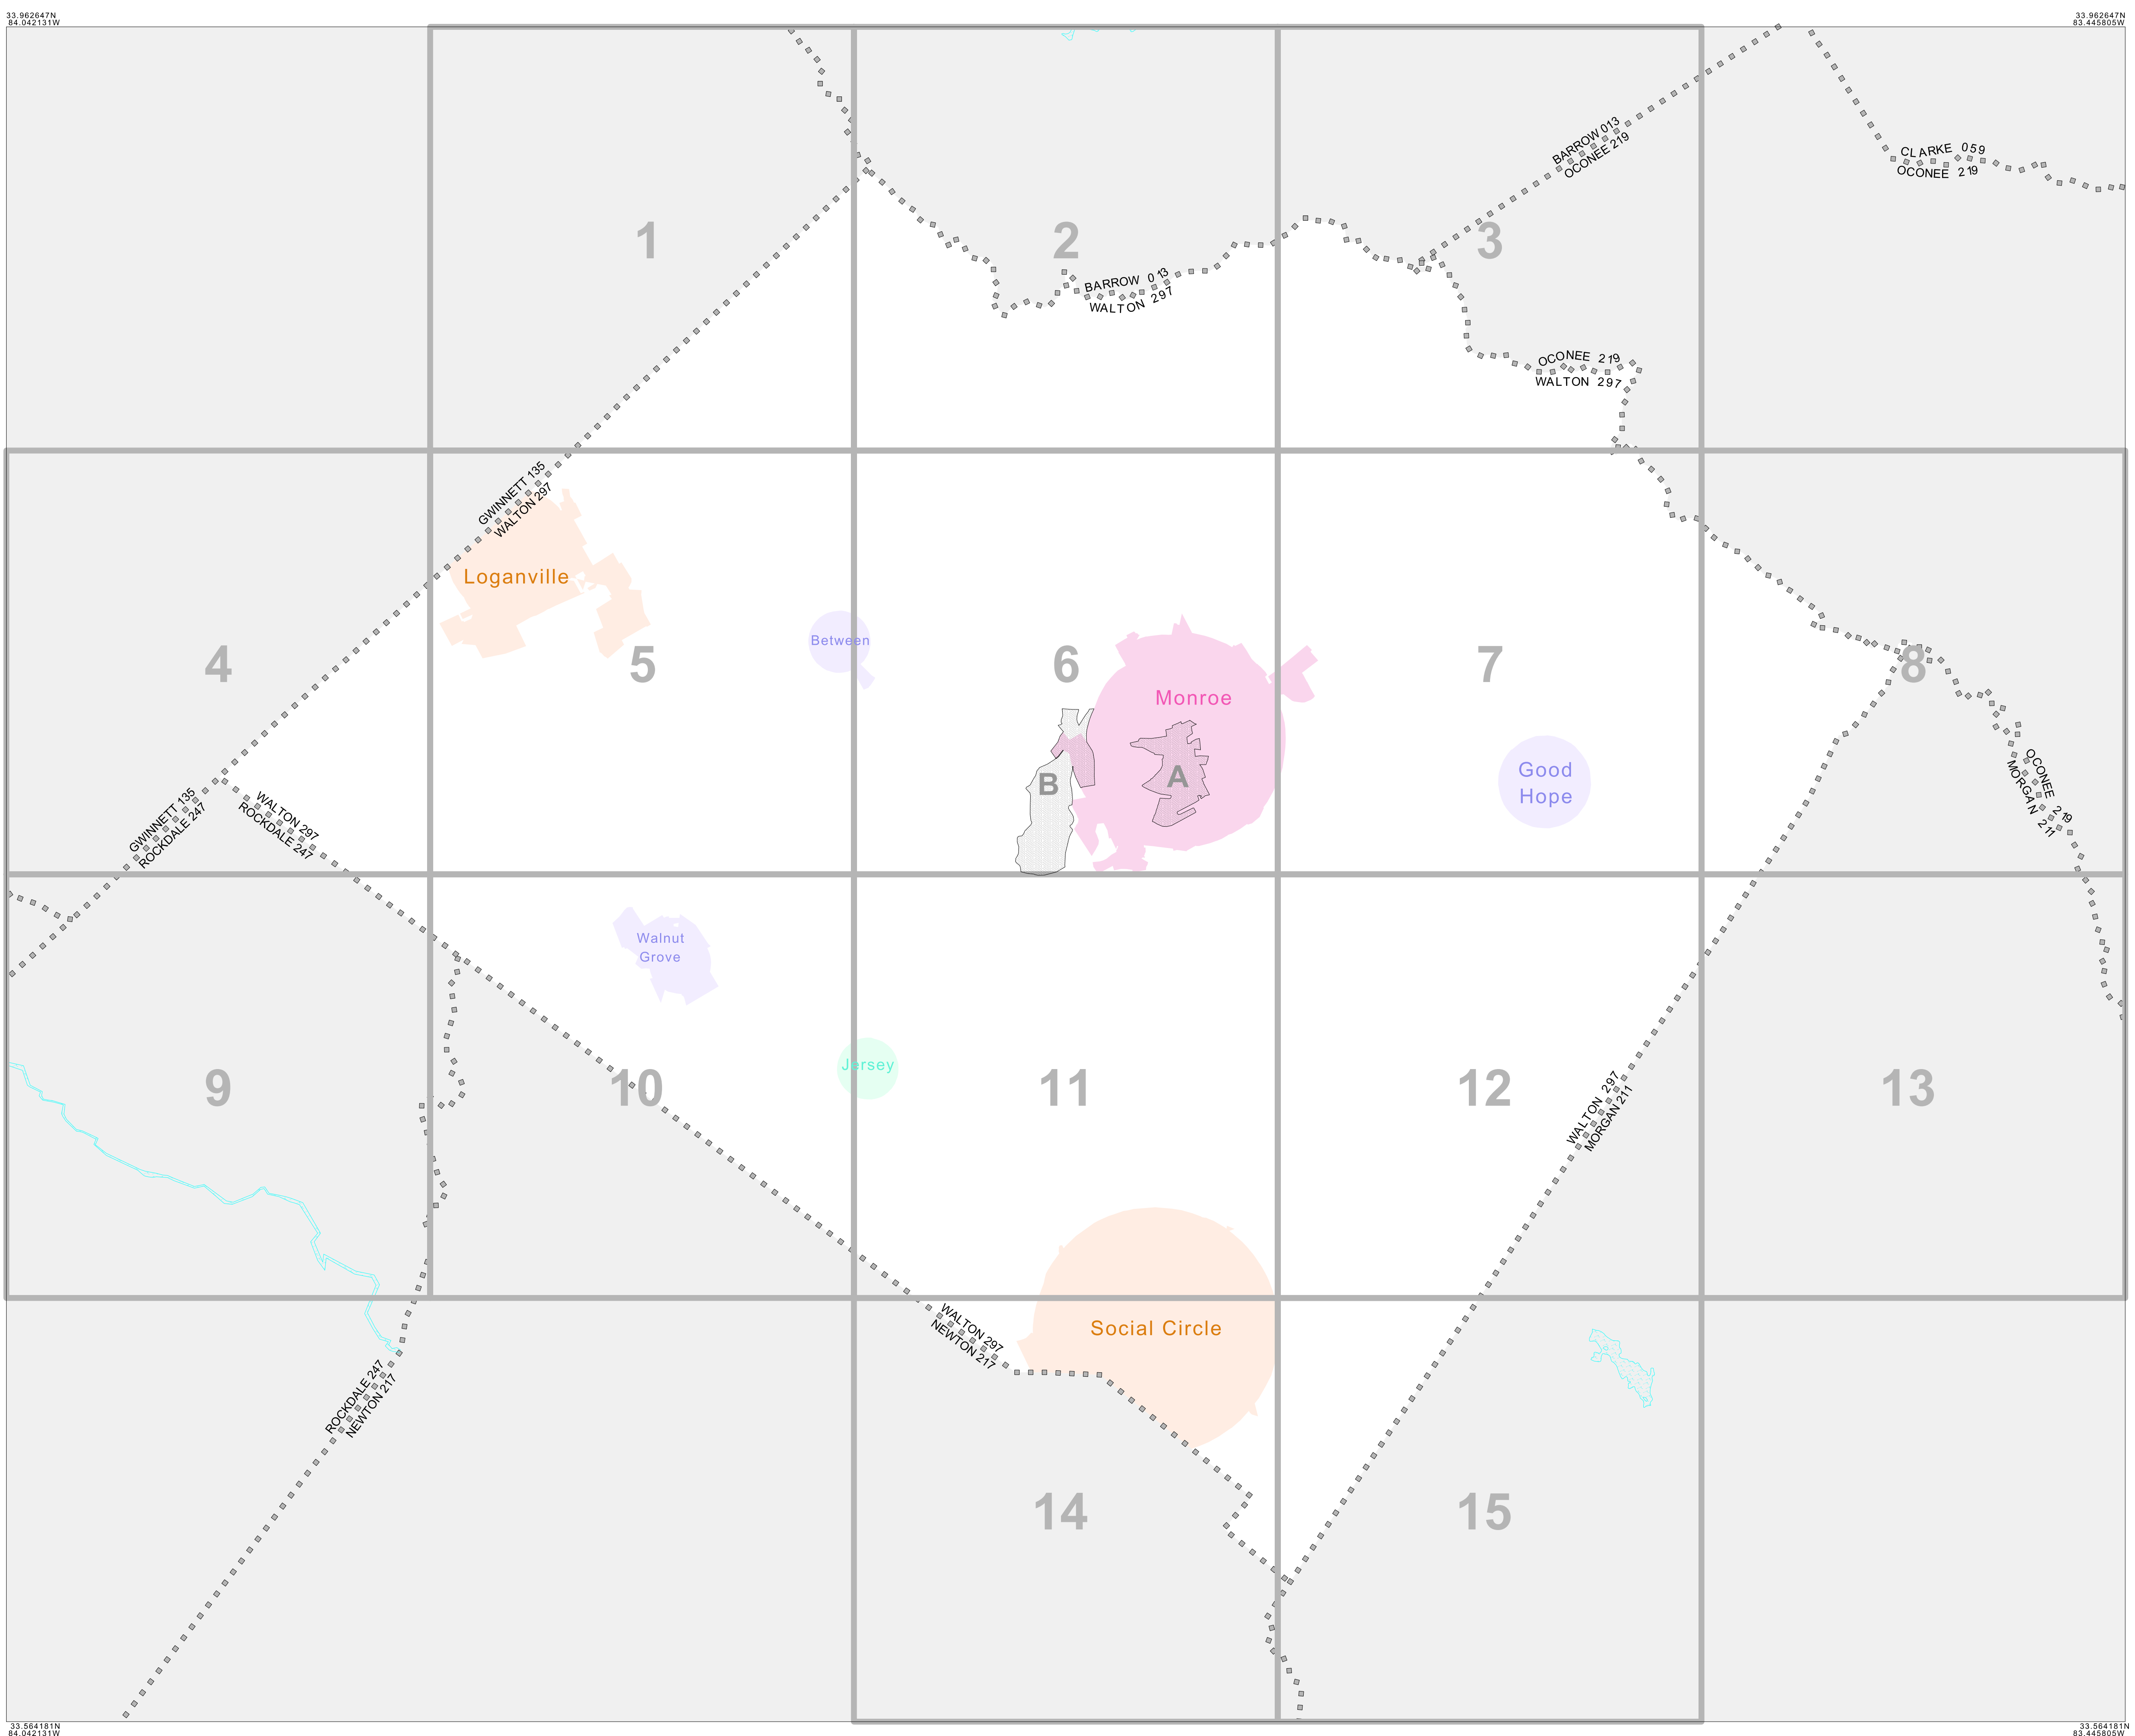 33.962647N
84.042131W
33.962647N
83.445805W
BARROW 013
OCONEE 219
CLARKE 059
OCONEE 219
1
2
3
BARROW 013
WALTON 297
OCONEE 219
WALTON 297
GWINNETT 135
WALTON 297
Loganville
Between
4
5
6
7
8
Monroe
Good
Hope
A
B
GWINNETT 135
ROCKDALE 247
WALTON 297
ROCKDALE 247
OCONEE 219
MORGAN 211
Walnut
Grove
Jersey
9
10
11
12
13
WALTON 297
MORGAN 211
WALTON 297
NEWTON 217
Social Circle
ROCKDALE 247
NEWTON 217
14
15
33.564181N
84.042131W
33.564181N
83.445805W